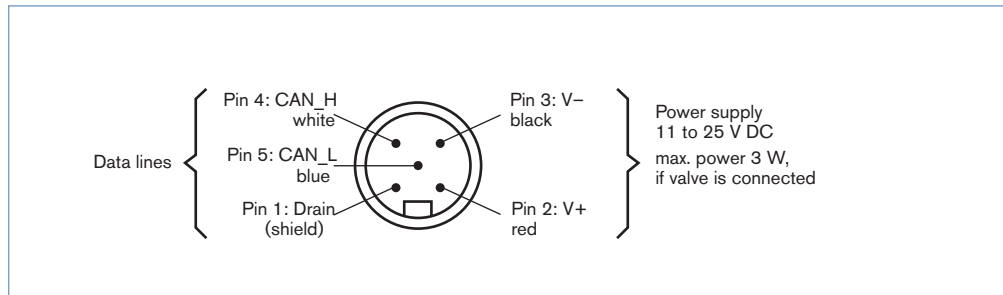 Pin 4: CAN_H
white
Pin 3: V–
black
Data lines
Pin 5: CAN_L
blue
Power supply
11 to 25 V DC
max. power 3 W,
if valve is connected
Pin 1: Drain
(shield)
Pin 2: V+
red